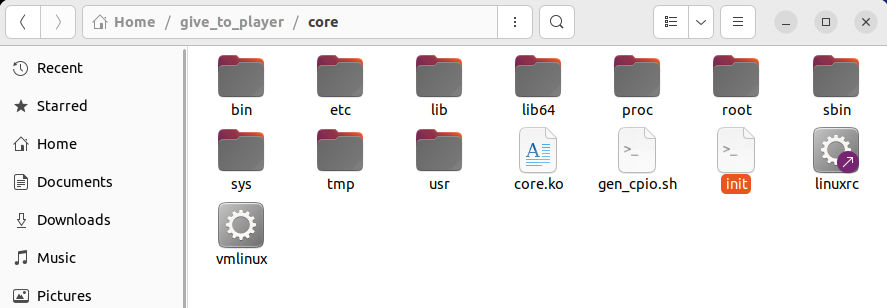 Home / give_to_player / core
Recent
Starred
Home
Documents
Downloads
Music
Pictures
bin etc lib lib64 proc root sbin
sys tmp usr core.ko gen_cpio.sh init linuxrc
vmlinux